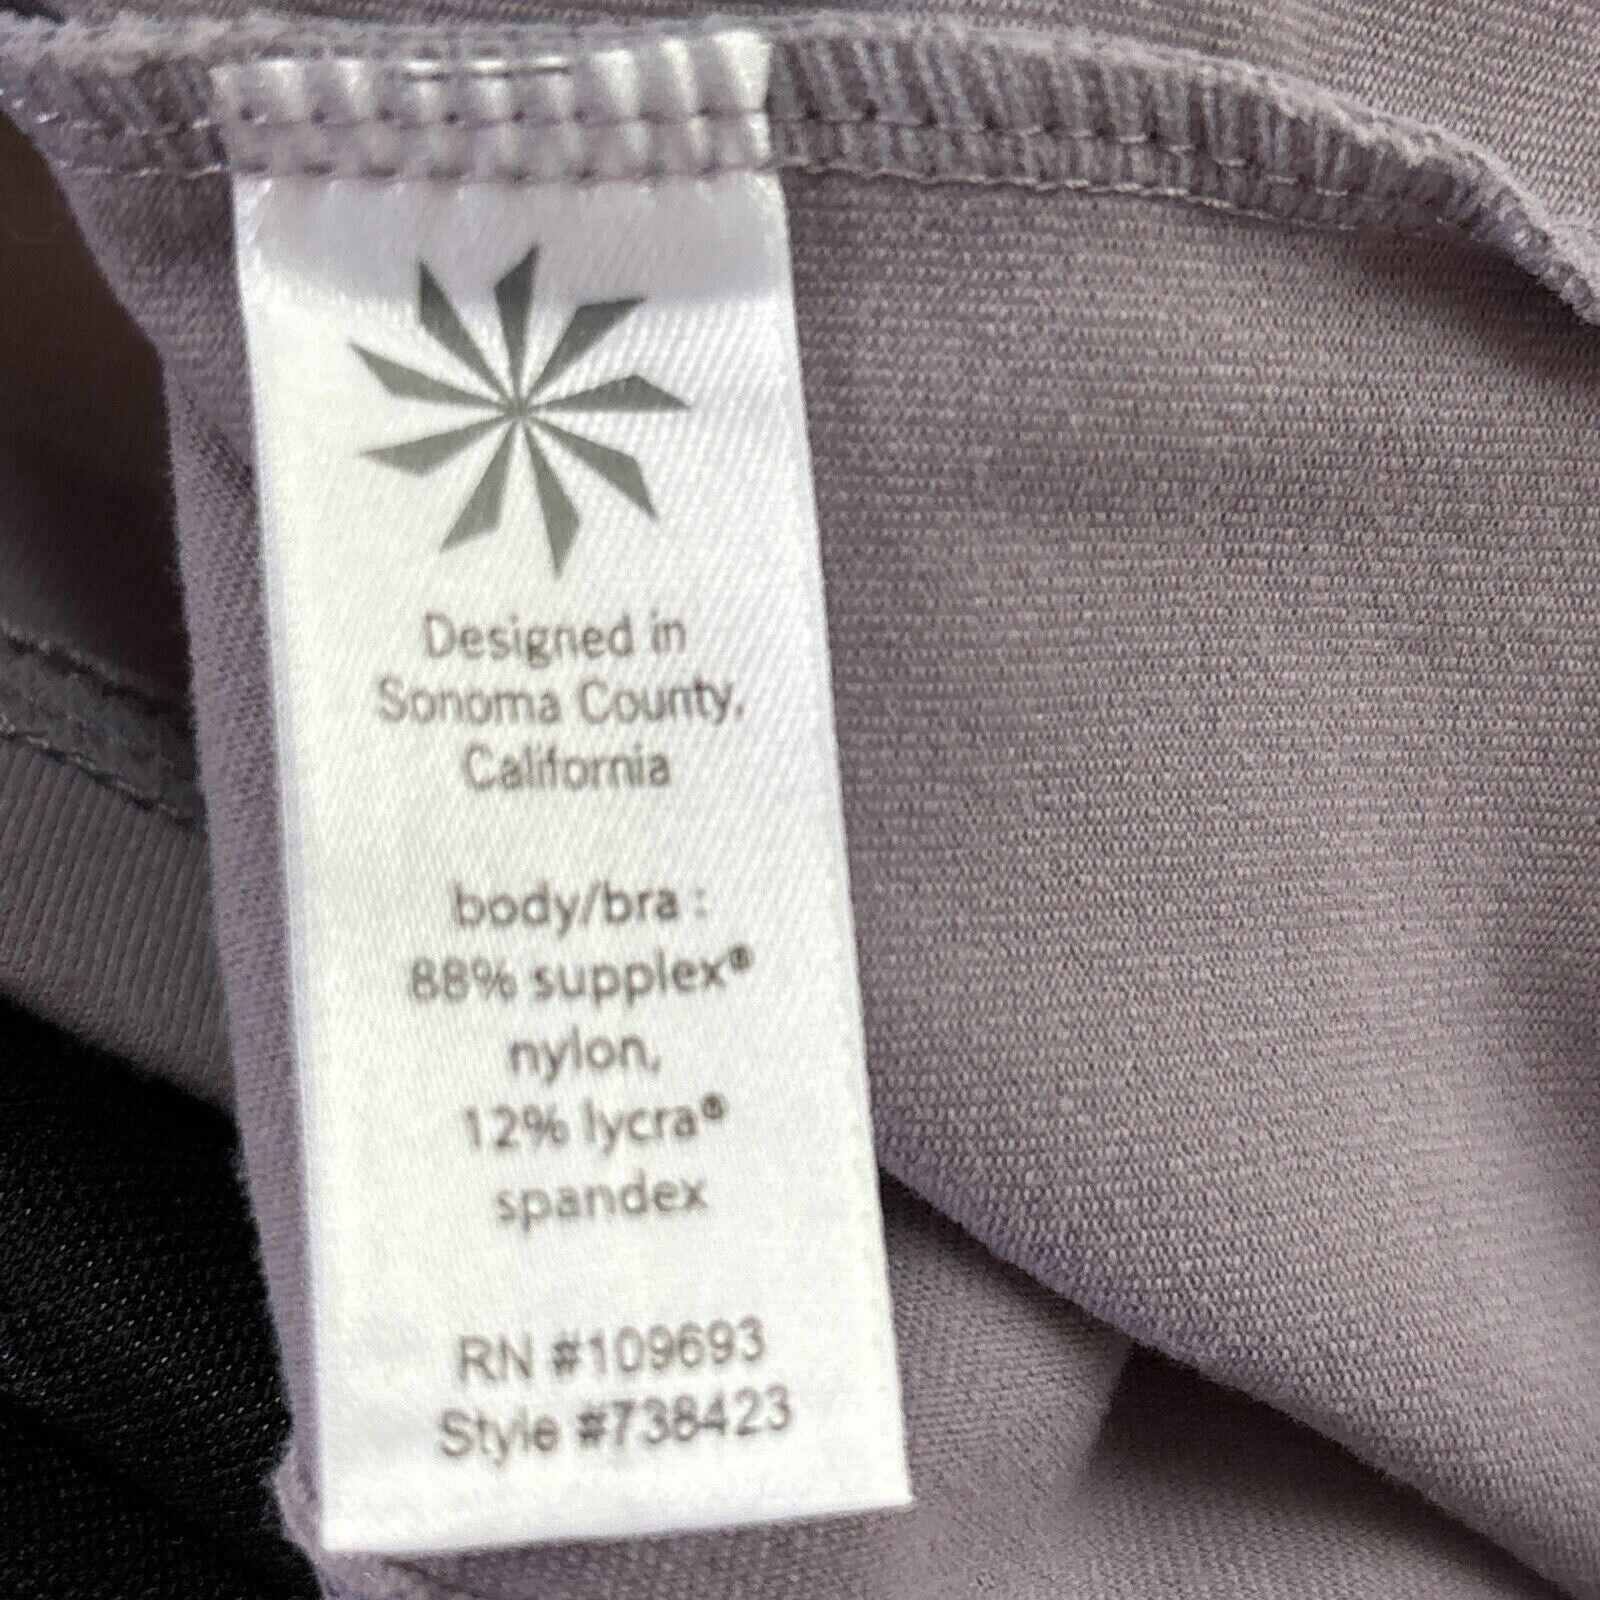 Designed in
Sonoma County,
California
body/bra :
88% supplex®
nylon,
12% lycra®
spandex
RN #109693
Style #738423